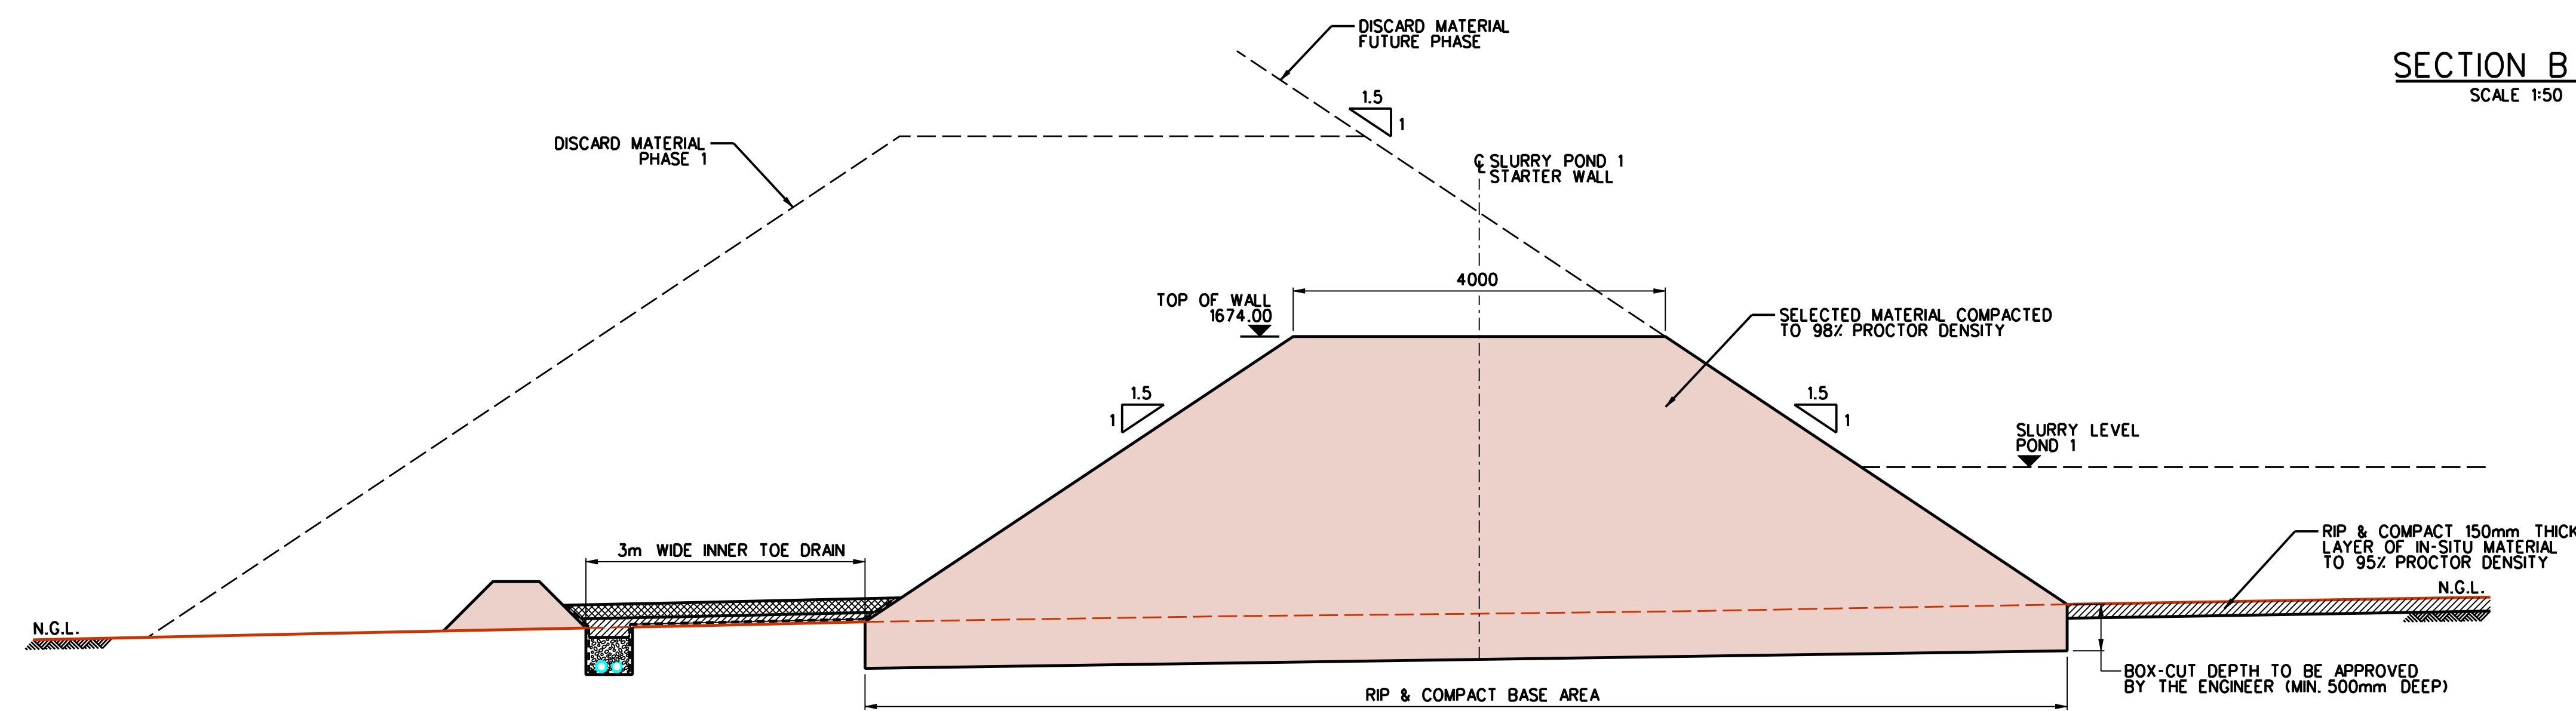 DISCARD MATERIAL
FUTURE PHASE
SECTION B
SCALE 1:50
1.5
1
DISCARD MATERIAL
PHASE 1
℄ SLURRY POND 1
STARTER WALL
4000
TOP OF WALL
1674.00
SELECTED MATERIAL COMPACTED
TO 98% PROCTOR DENSITY
1.5
1
1.5
1
SLURRY LEVEL
POND 1
RIP & COMPACT 150mm THICK
LAYER OF IN-SITU MATERIAL
TO 95% PROCTOR DENSITY
3m WIDE INNER TOE DRAIN
N.G.L.
N.G.L.
BOX-CUT DEPTH TO BE APPROVED
BY THE ENGINEER (MIN. 500mm DEEP)
RIP & COMPACT BASE AREA